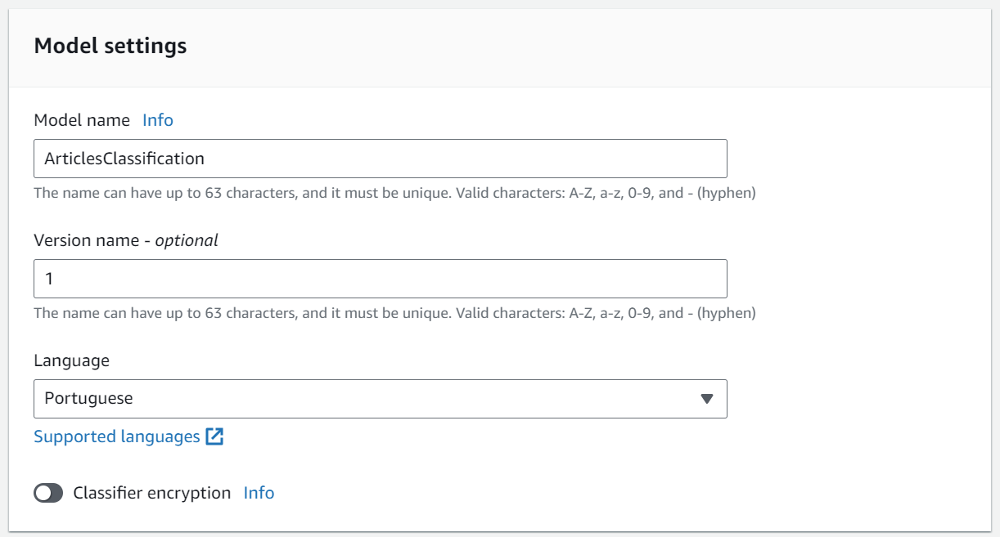 Model settings
Model name Info
ArticlesClassification
The name can have up to 63 characters, and it must be unique. Valid characters: A-Z, a-z, 0-9, and - (hyphen)
Version name - optional
1
The name can have up to 63 characters, and it must be unique. Valid characters: A-Z, a-z, 0-9, and - (hyphen)
Language
Portuguese
Supported languages
Classifier encryption Info